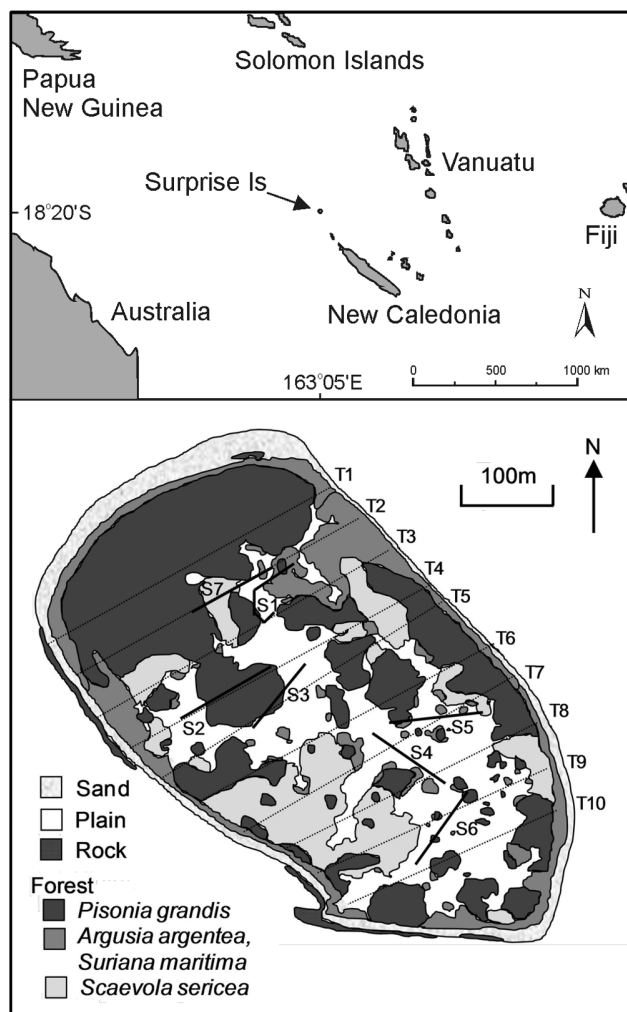 Papua
New Guinea
Solomon Islands
Vanuatu
Surprise Is
18°20'S
Fiji
Australia
New Caledonia
N
163°05'E
0 500 1000 km
N
100m
T1
T2
T3
T4
T5
T6
T7
T8
T9
T10
S7
S1
S2
S3
S5
S4
S6
Sand
Plain
Rock
Forest
Pisonia grandis
Argusia argentea,
Suriana maritima
Scaevola sericea